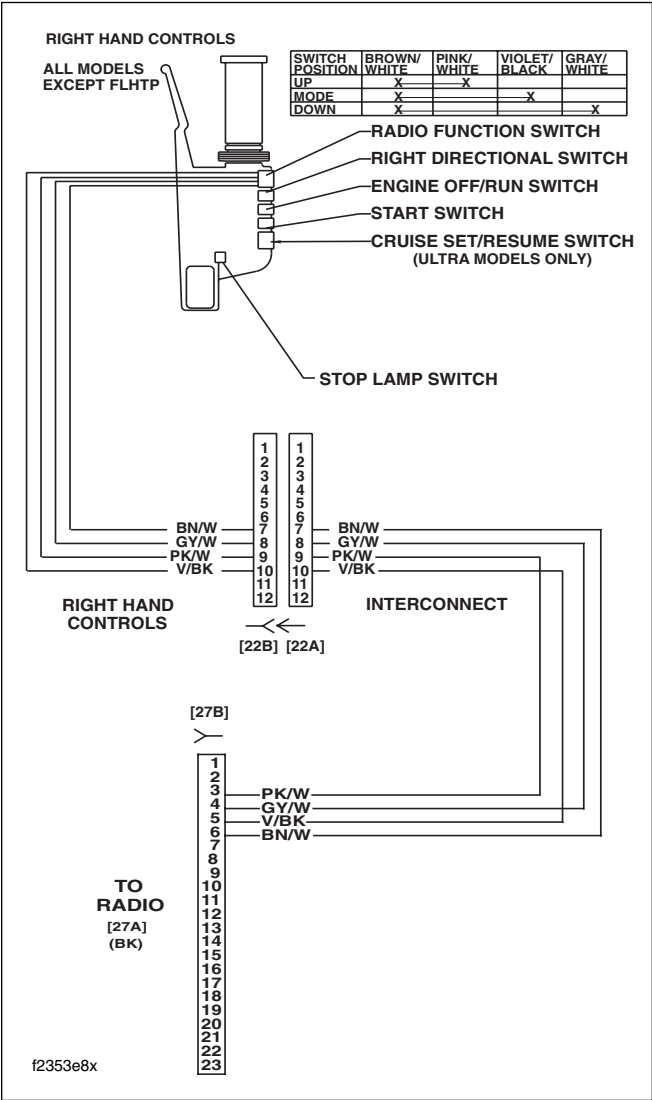 RIGHT HAND CONTROLS
ALL MODELS
EXCEPT FLHTP
SWITCH POSITION BROWN/WHITE PINK/WHITE VIOLET/BLACK GRAY/WHITE
UP X X
MODE X X
DOWN X X
RADIO FUNCTION SWITCH
RIGHT DIRECTIONAL SWITCH
ENGINE OFF/RUN SWITCH
START SWITCH
CRUISE SET/RESUME SWITCH
(ULTRA MODELS ONLY)
STOP LAMP SWITCH
1 1
2 2
3 3
4 4
5 5
6 6
BN/W 7 7 BN/W
GY/W 8 8 GY/W
PK/W 9 9 PK/W
V/BK 10 10 V/BK
11 11
12 12
RIGHT HAND
CONTROLS
INTERCONNECT
[22B] [22A]
[27B]
1
2
3 PK/W
4 GY/W
5 V/BK
6 BN/W
7
8
9
10
11
12
13
14
15
16
17
18
19
20
21
22
23
TO
RADIO
[27A]
(BK)
f2353e8x